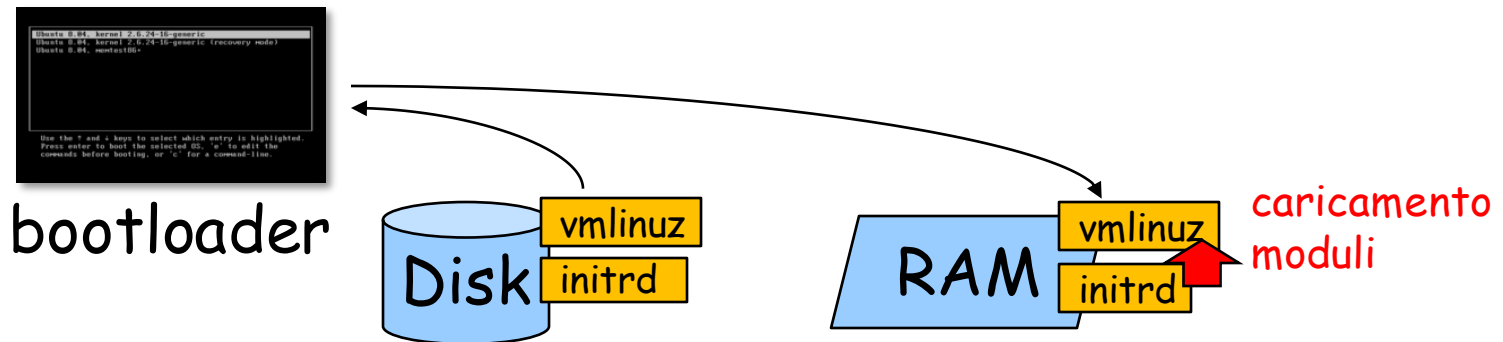 Ubuntu 8.04, kernel 2.6.24-16-generic
Ubuntu 8.04, kernel 2.6.24-16-generic (recovery mode)
Ubuntu 8.04, memtest86+
Use the ↑ and ↓ keys to select which entry is highlighted.
Press enter to boot the selected OS, 'e' to edit the
commands before booting, or 'c' for a command-line.
bootloader
Disk
vmlinuz
initrd
RAM
vmlinuz
initrd
caricamento
moduli